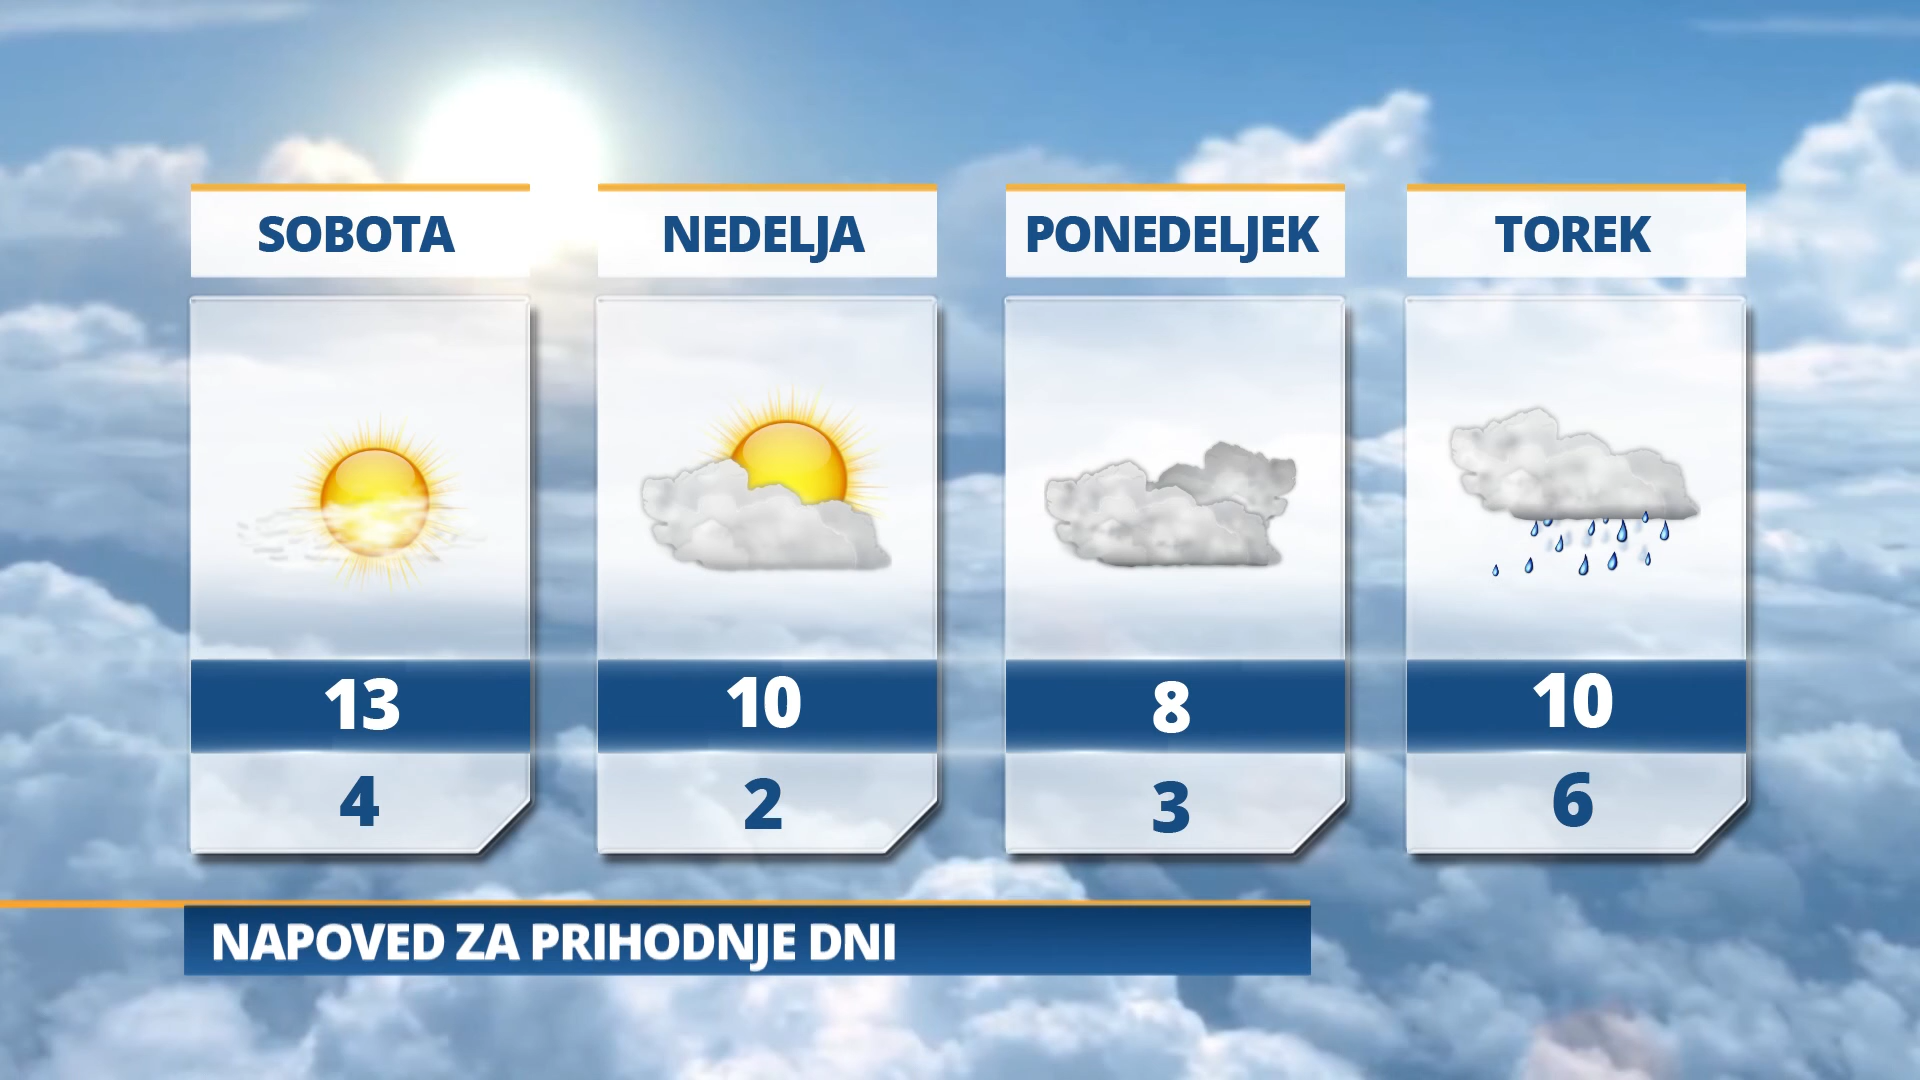 SOBOTA NEDELJA PONEDELJEK TOREK
13 10 8 10
4 2 3 6
NAPOVED ZA PRIHODNJE DNI